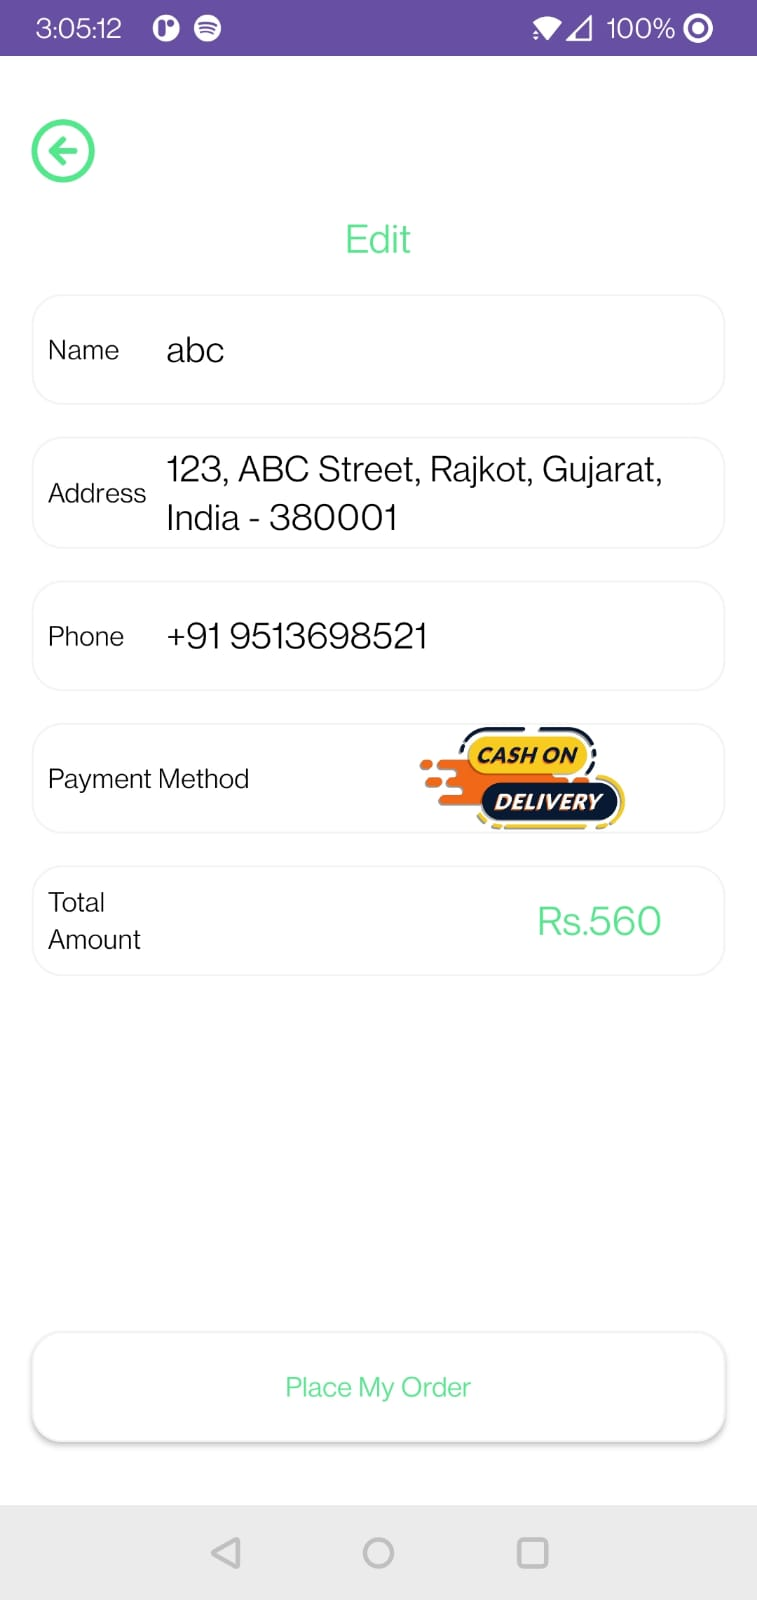 3:05:12 100%
Edit
Name abc
Address 123, ABC Street, Rajkot, Gujarat,
India - 380001
Phone +91 9513698521
Payment Method CASH ON
DELIVERY
Total
Amount Rs.560
Place My Order